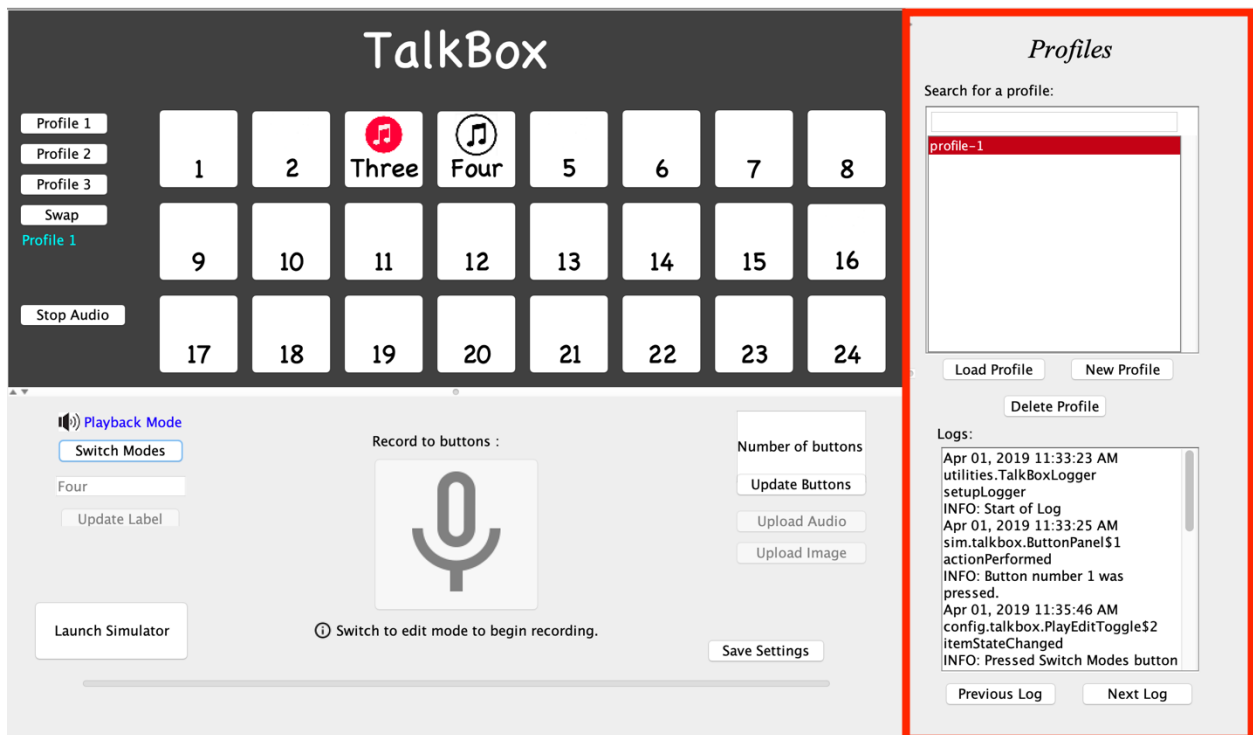 TalkBox
Profile 1
Profile 2
Profile 3
Swap
Profile 1
Stop Audio
1 2 Three Four 5 6 7 8
9 10 11 12 13 14 15 16
17 18 19 20 21 22 23 24
Playback Mode
Switch Modes
Four
Update Label
Launch Simulator
Record to buttons :
Switch to edit mode to begin recording.
Number of buttons
Update Buttons
Upload Audio
Upload Image
Save Settings
Profiles
Search for a profile:
profile-1
Load Profile New Profile
Delete Profile
Logs:
Apr 01, 2019 11:33:23 AM
utilities.TalkBoxLogger
setupLogger
INFO: Start of Log
Apr 01, 2019 11:33:25 AM
sim.talkbox.ButtonPanel$1
actionPerformed
INFO: Button number 1 was
pressed.
Apr 01, 2019 11:35:46 AM
config.talkbox.PlayEditToggle$2
itemStateChanged
INFO: Pressed Switch Modes button
Previous Log Next Log